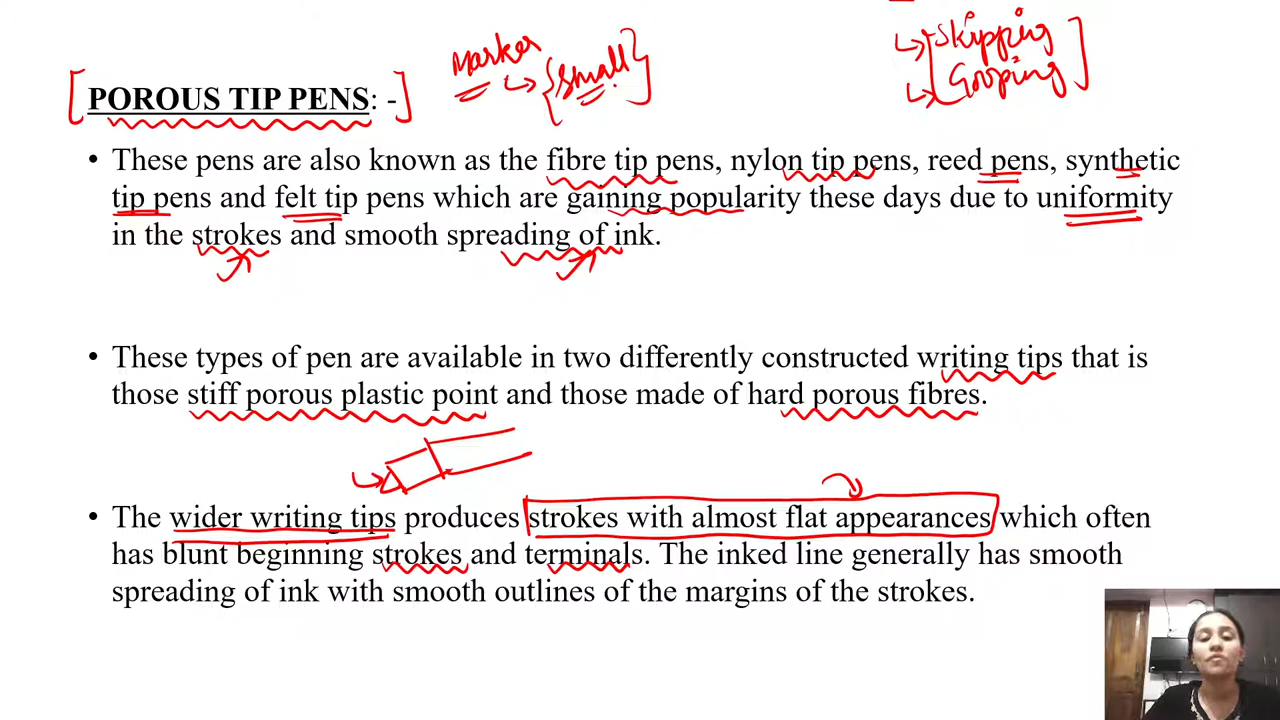 Skipping
Gooping
Marker
small
POROUS TIP PENS: -
• These pens are also known as the fibre tip pens, nylon tip pens, reed pens, synthetic
tip pens and felt tip pens which are gaining popularity these days due to uniformity
in the strokes and smooth spreading of ink.
• These types of pen are available in two differently constructed writing tips that is
those stiff porous plastic point and those made of hard porous fibres.
• The wider writing tips produces strokes with almost flat appearances which often
has blunt beginning strokes and terminals. The inked line generally has smooth
spreading of ink with smooth outlines of the margins of the strokes.